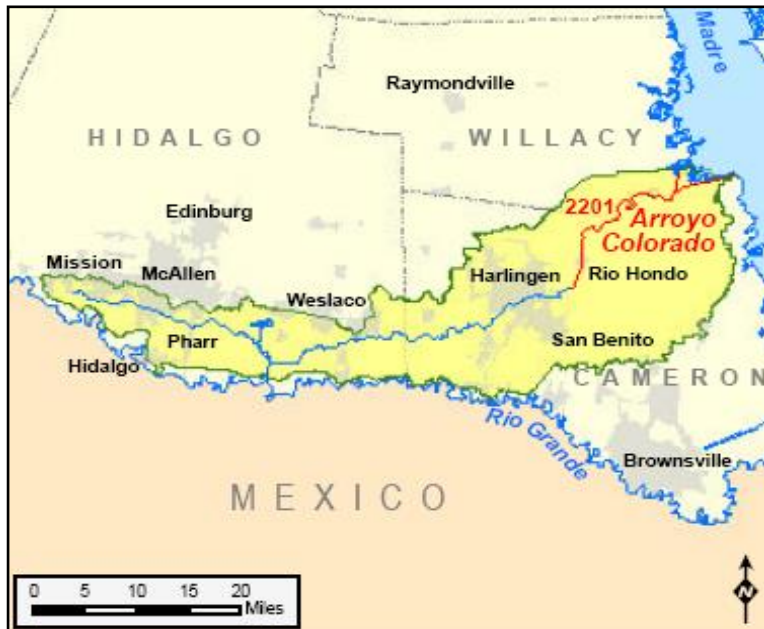 Madre
Raymondville
HIDALGO
WILLACY
2201
Arroyo
Colorado
Edinburg
Mission
McAllen
Weslaco
Harlingen
Rio Hondo
Pharr
San Benito
Hidalgo
CAMERON
Rio Grande
Brownsville
MEXICO
0 5 10 15 20
Miles
N